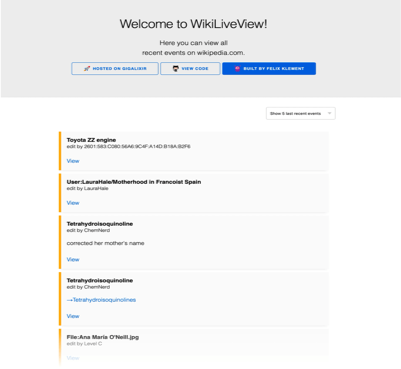 Welcome to WikiLiveView!
Here you can view all
recent events on wikipedia.com.
HOSTED ON GIGALIXIR
VIEW CODE
BUILT BY FELIX KLEMENT
Show 5 last recent events
Toyota ZZ engine
edit by 2601:583:C080:56A6:9C4F:A14D:B18A:B2F6
View
User:LauraHale/Motherhood in Francoist Spain
edit by LauraHale
View
Tetrahydroisoquinoline
edit by ChemNerd
corrected her mother's name
View
Tetrahydroisoquinoline
edit by ChemNerd
→Tetrahydroisoquinolines
View
File:Ana Maria O'Neill.jpg
edit by Level C
View